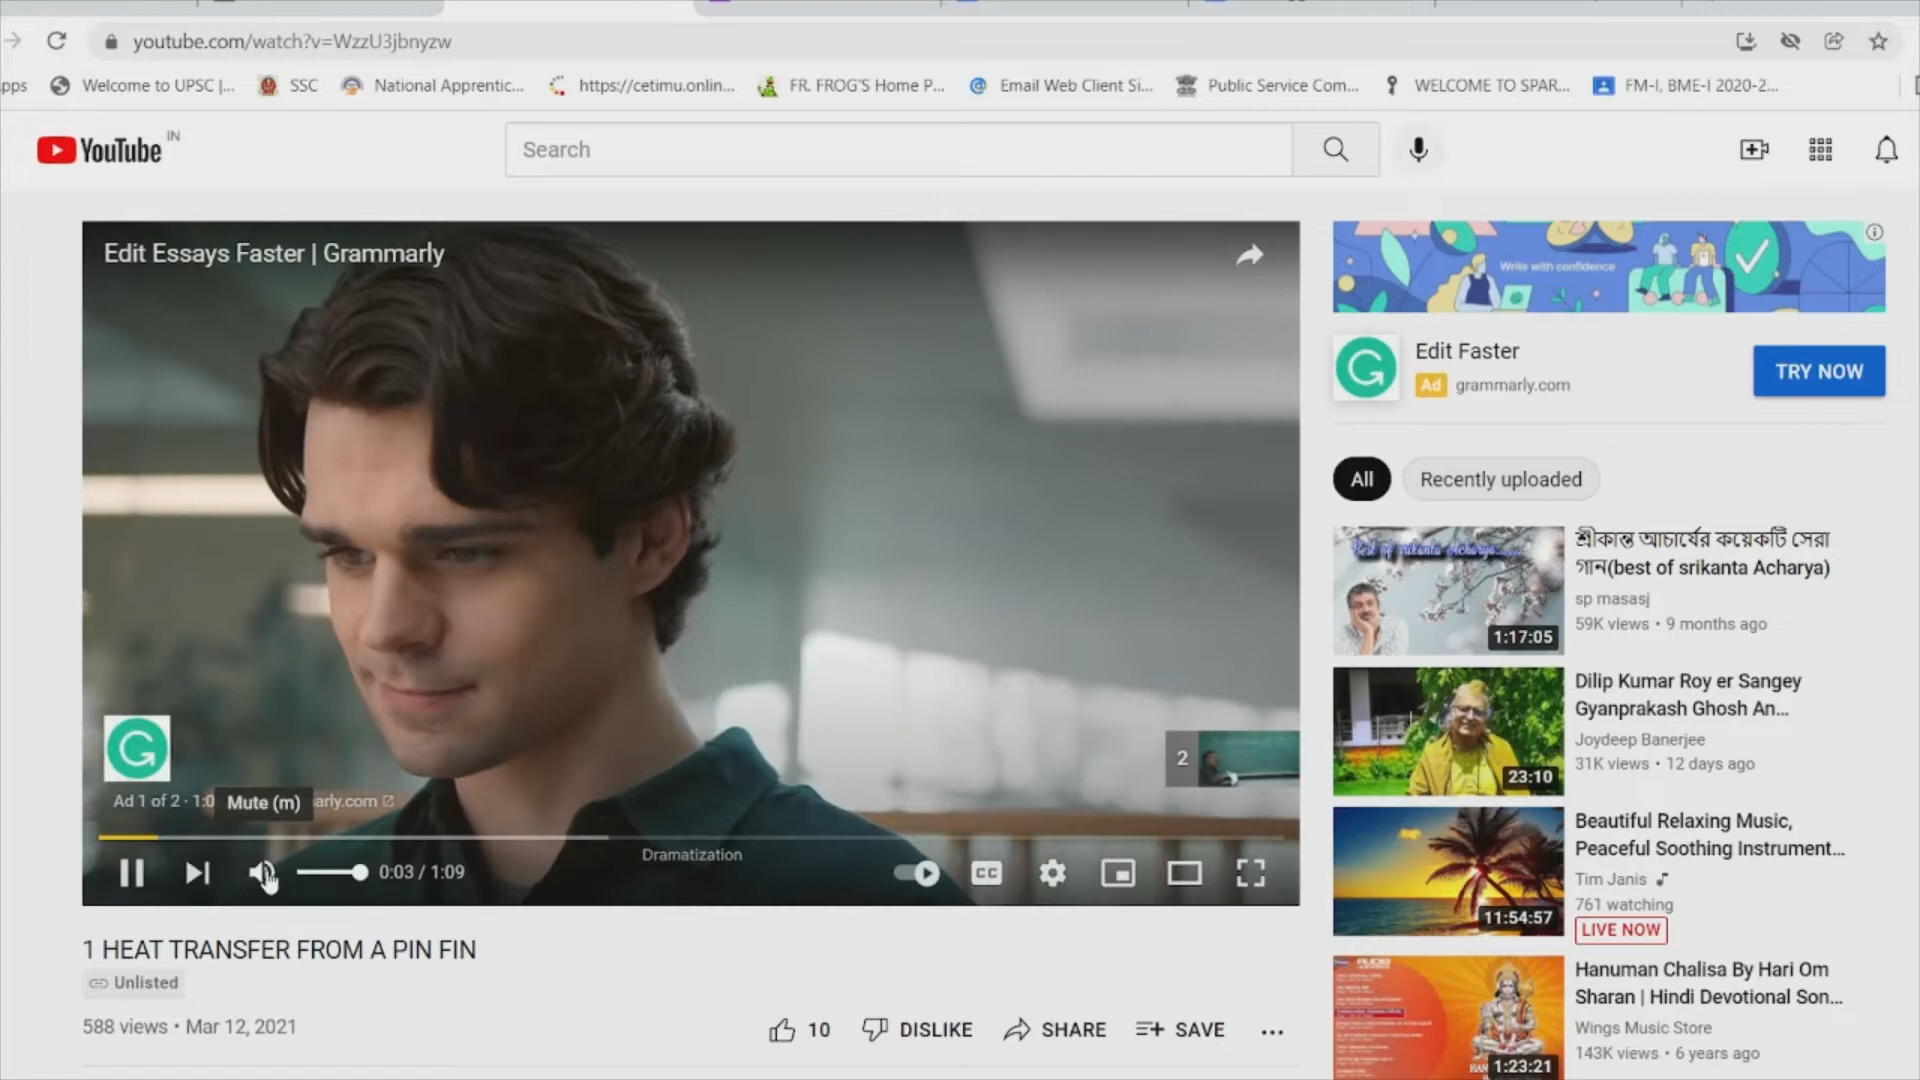 youtube.com/watch?v=WzzU3jbnyzw
pps Welcome to UPSC |... SSC National Apprentic... https://cetimu.onlin... FR. FROG'S Home P... Email Web Client Si... Public Service Com... WELCOME TO SPAR... FM-I, BME-I 2020-2...
YouTube IN
Search
Edit Essays Faster | Grammarly
2
Ad 1 of 2 · 1:0 Mute (m) arly.com
Dramatization
0:03 / 1:09
CC
1 HEAT TRANSFER FROM A PIN FIN
Unlisted
588 views • Mar 12, 2021
10 DISLIKE SHARE SAVE ...
Write with confidence
Edit Faster
Ad grammarly.com
TRY NOW
All Recently uploaded
Best of srikanta Acharya......
1:17:05
শ্রীকান্ত আচার্যের কয়েকটি সেরা
গান(best of srikanta Acharya)
sp masasj
59K views • 9 months ago
23:10
Dilip Kumar Roy er Sangey
Gyanprakash Ghosh An...
Joydeep Banerjee
31K views • 12 days ago
11:54:57
Beautiful Relaxing Music,
Peaceful Soothing Instrument...
Tim Janis
761 watching
LIVE NOW
1:23:21
Hanuman Chalisa By Hari Om
Sharan | Hindi Devotional Son...
Wings Music Store
143K views • 6 years ago